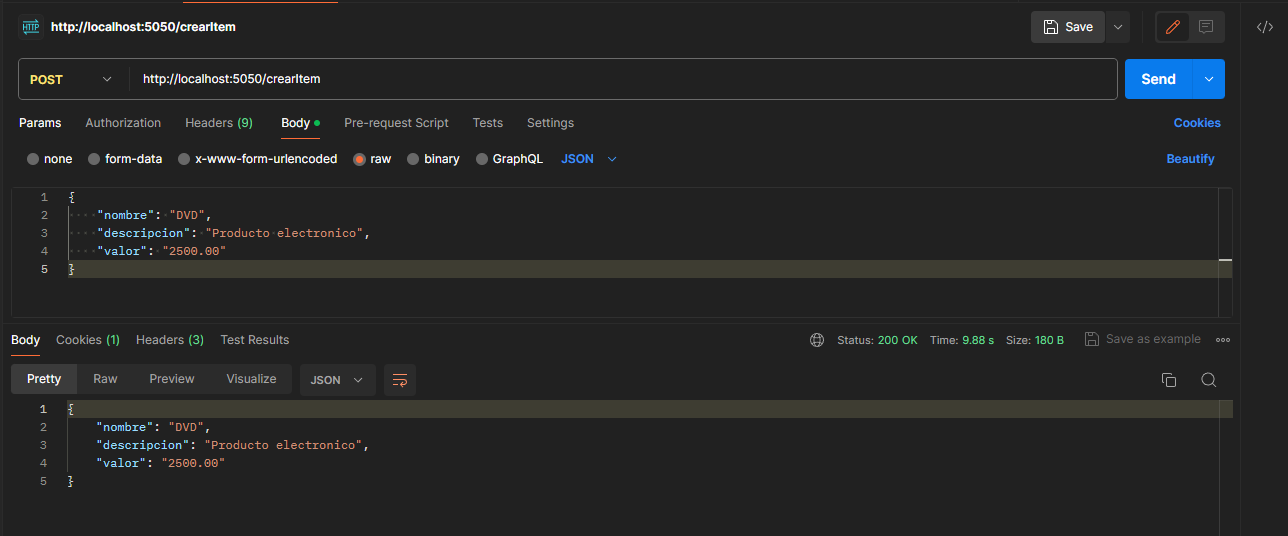 HTTP http://localhost:5050/crearItem Save </>
POST http://localhost:5050/crearItem Send
Params Authorization Headers (9) Body Pre-request Script Tests Settings Cookies
none form-data x-www-form-urlencoded raw binary GraphQL JSON Beautify
1 {
2 "nombre": "DVD",
3 "descripcion": "Producto electronico",
4 "valor": "2500.00"
5 }
Body Cookies (1) Headers (3) Test Results Status: 200 OK Time: 9.88 s Size: 180 B Save as example
Pretty Raw Preview Visualize JSON
1 {
2 "nombre": "DVD",
3 "descripcion": "Producto electronico",
4 "valor": "2500.00"
5 }